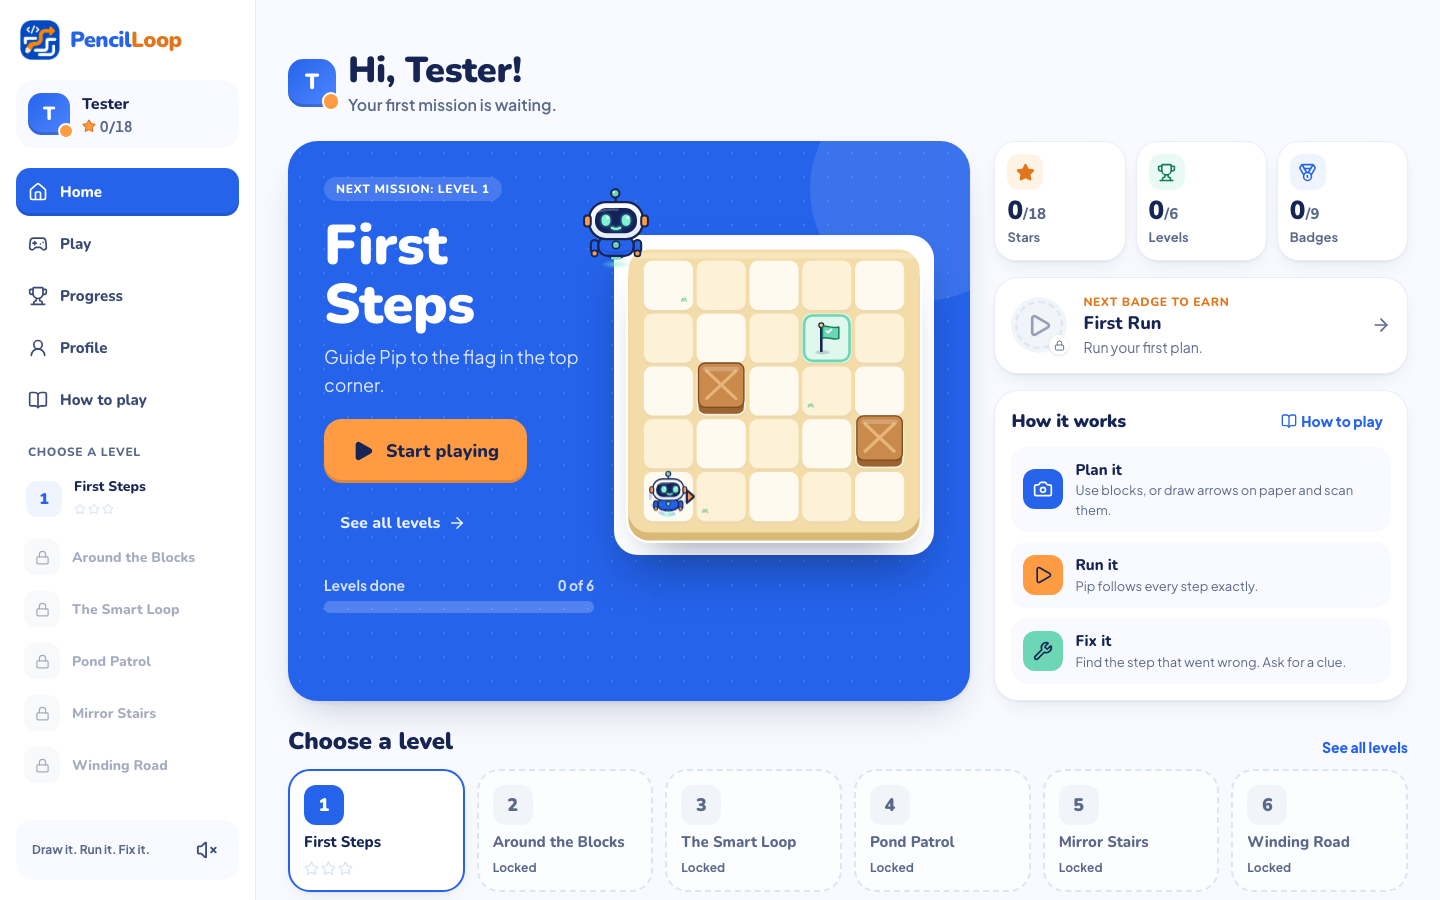 PencilLoop
T
Tester
0/18
Home
Play
Progress
Profile
How to play
CHOOSE A LEVEL
1
First Steps
Around the Blocks
The Smart Loop
Pond Patrol
Mirror Stairs
Winding Road
Draw it. Run it. Fix it.
T
Hi, Tester!
Your first mission is waiting.
NEXT MISSION: LEVEL 1
First
Steps
Guide Pip to the flag in the top
corner.
Start playing
See all levels
Levels done 0 of 6
0/18
Stars
0/6
Levels
0/9
Badges
NEXT BADGE TO EARN
First Run
Run your first plan.
How it works
How to play
Plan it
Use blocks, or draw arrows on paper and scan
them.
Run it
Pip follows every step exactly.
Fix it
Find the step that went wrong. Ask for a clue.
Choose a level
See all levels
1
First Steps
2
Around the Blocks
Locked
3
The Smart Loop
Locked
4
Pond Patrol
Locked
5
Mirror Stairs
Locked
6
Winding Road
Locked